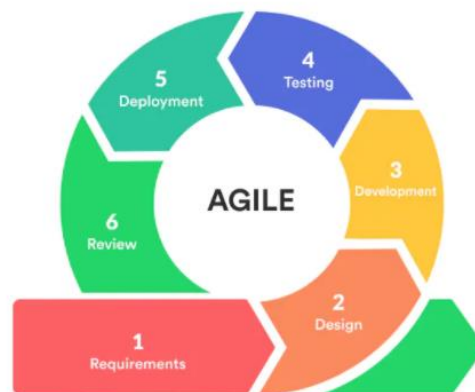 AGILE
1
Requirements
2
Design
3
Development
4
Testing
5
Deployment
6
Review